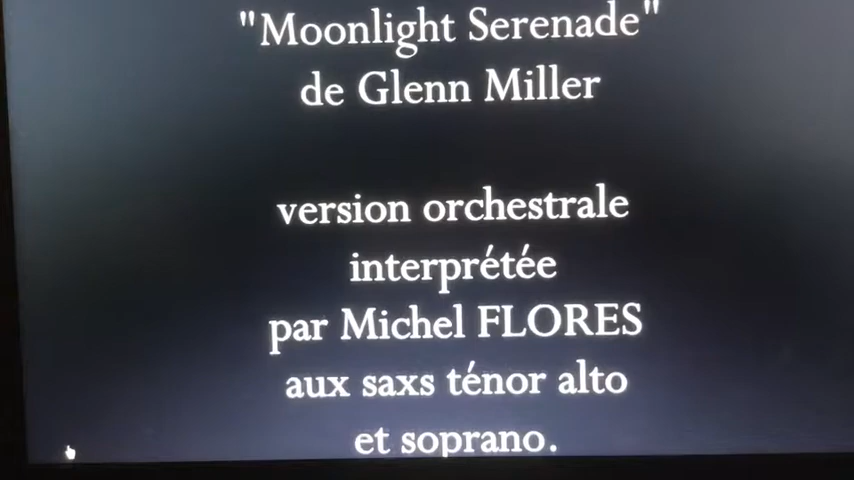 "Moonlight Serenade"
de Glenn Miller
version orchestrale
interprétée
par Michel FLORES
aux saxs ténor alto
et soprano.